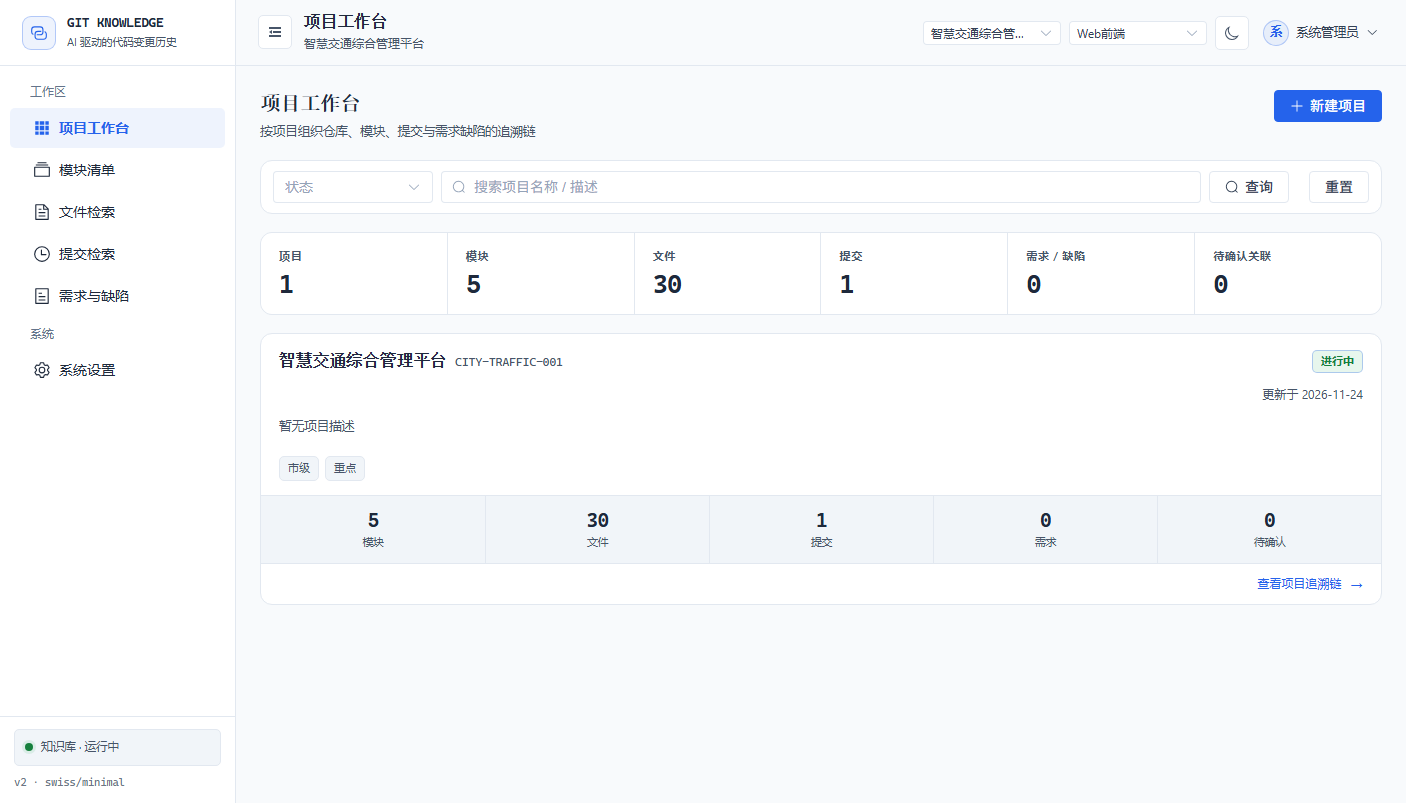 GIT KNOWLEDGE
AI 驱动的代码变更历史
工作区
项目工作台
模块清单
文件检索
提交检索
需求与缺陷
系统
系统设置
知识库 · 运行中
v2 · swiss/minimal
项目工作台
智慧交通综合管理平台
智慧交通综合管...
Web前端
系
系统管理员
项目工作台
按项目组织仓库、模块、提交与需求缺陷的追溯链
新建项目
状态
搜索项目名称 / 描述
查询
重置
项目
1
模块
5
文件
30
提交
1
需求 / 缺陷
0
待确认关联
0
智慧交通综合管理平台 CITY-TRAFFIC-001
进行中
更新于 2026-11-24
暂无项目描述
市级
重点
5
模块
30
文件
1
提交
0
需求
0
待确认
查看项目追溯链 →